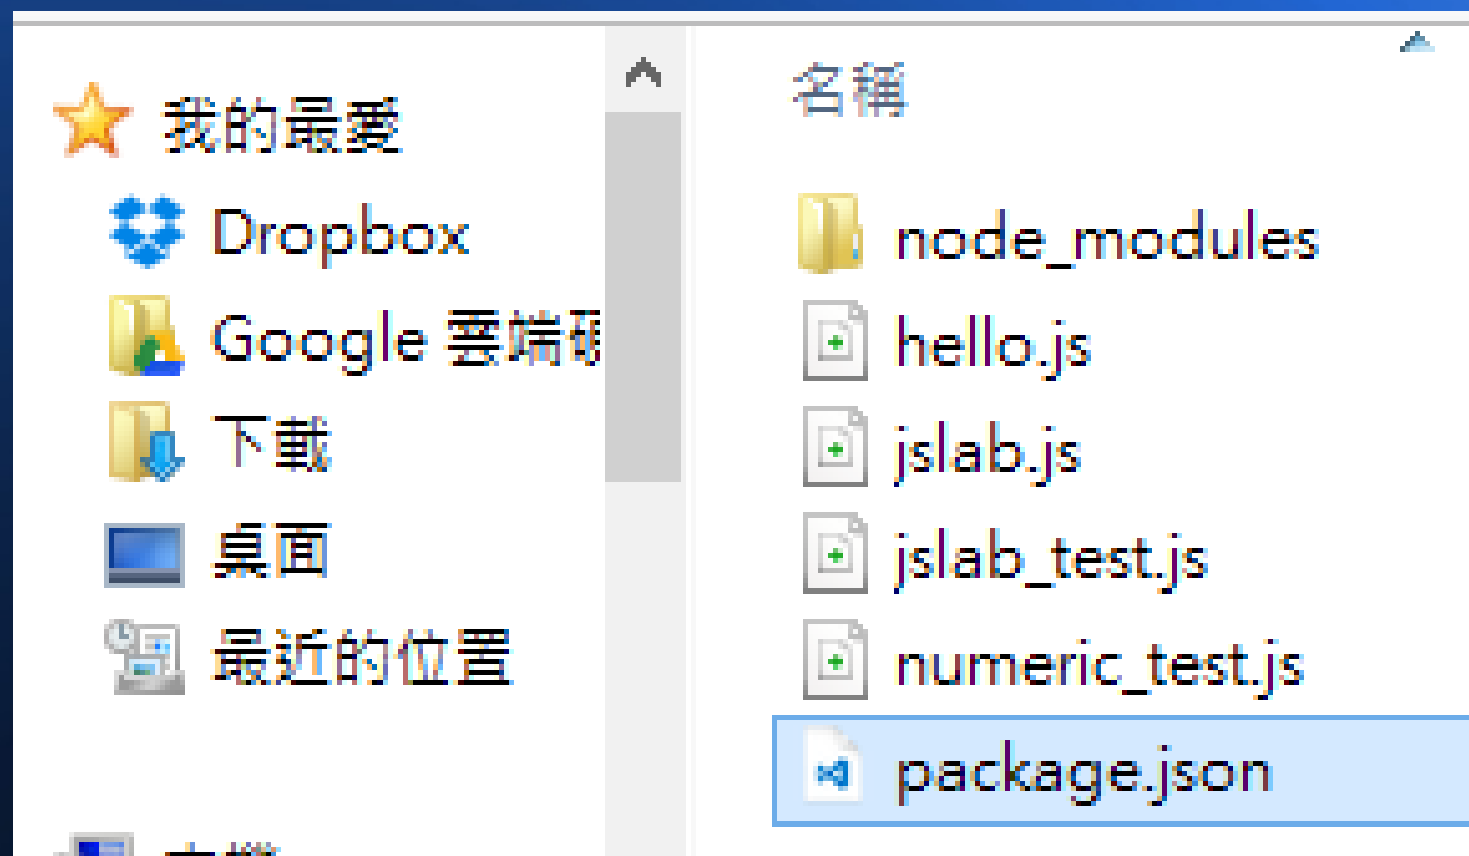 我的最愛
Dropbox
Google 雲端硬
下載
桌面
最近的位置
名稱
node_modules
hello.js
jslab.js
jslab_test.js
numeric_test.js
package.json